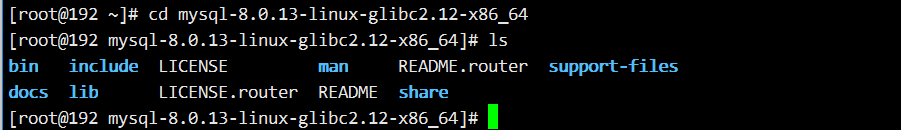 [root@192 ~]# cd mysql-8.0.13-linux-glibc2.12-x86_64
[root@192 mysql-8.0.13-linux-glibc2.12-x86_64]# ls
bin include LICENSE man README.router support-files
docs lib LICENSE.router README share
[root@192 mysql-8.0.13-linux-glibc2.12-x86_64]#